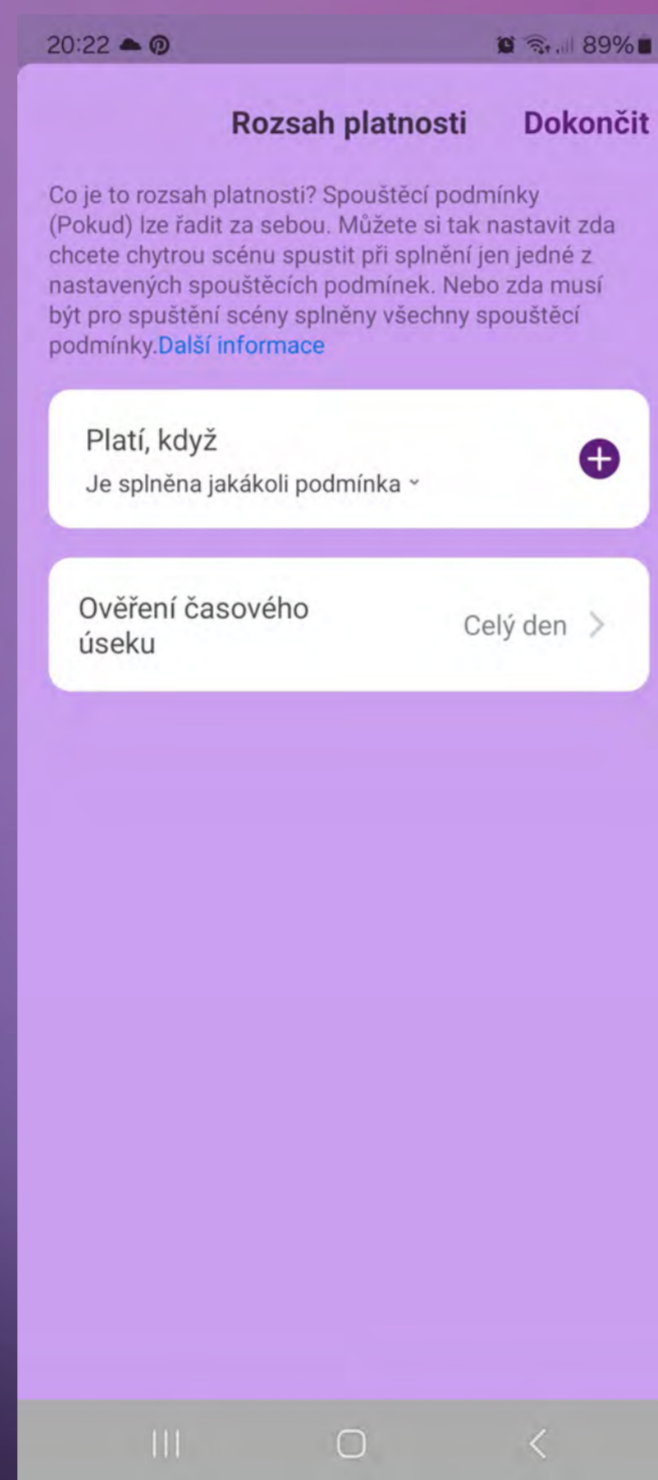 20:22 89%
Rozsah platnosti Dokončit
Co je to rozsah platnosti? Spouštěcí podmínky
(Pokud) lze řadit za sebou. Můžete si tak nastavit zda
chcete chytrou scénu spustit při splnění jen jedné z
nastavených spouštěcích podmínek. Nebo zda musí
být pro spuštění scény splněny všechny spouštěcí
podmínky.Další informace
Platí, když
Je splněna jakákoli podmínka
Ověření časového
úseku
Celý den